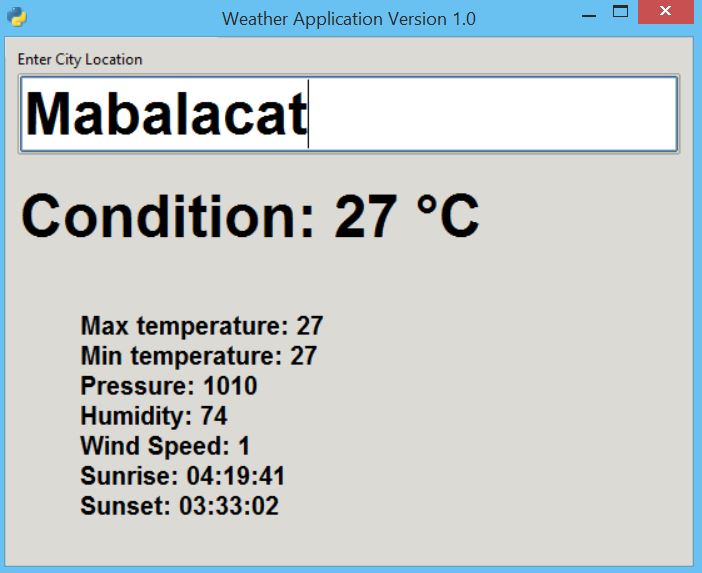 Weather Application Version 1.0
Enter City Location
Mabalacat
Condition: 27 °C
Max temperature: 27
Min temperature: 27
Pressure: 1010
Humidity: 74
Wind Speed: 1
Sunrise: 04:19:41
Sunset: 03:33:02